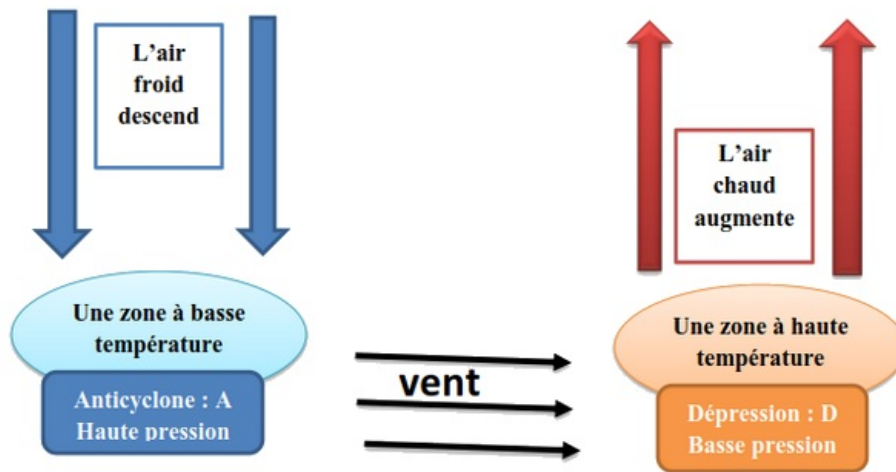 L'air
froid
descend
L'air
chaud
augmente
Une zone à basse
température
Anticyclone : A
Haute pression
vent
Une zone à haute
température
Dépression : D
Basse pression